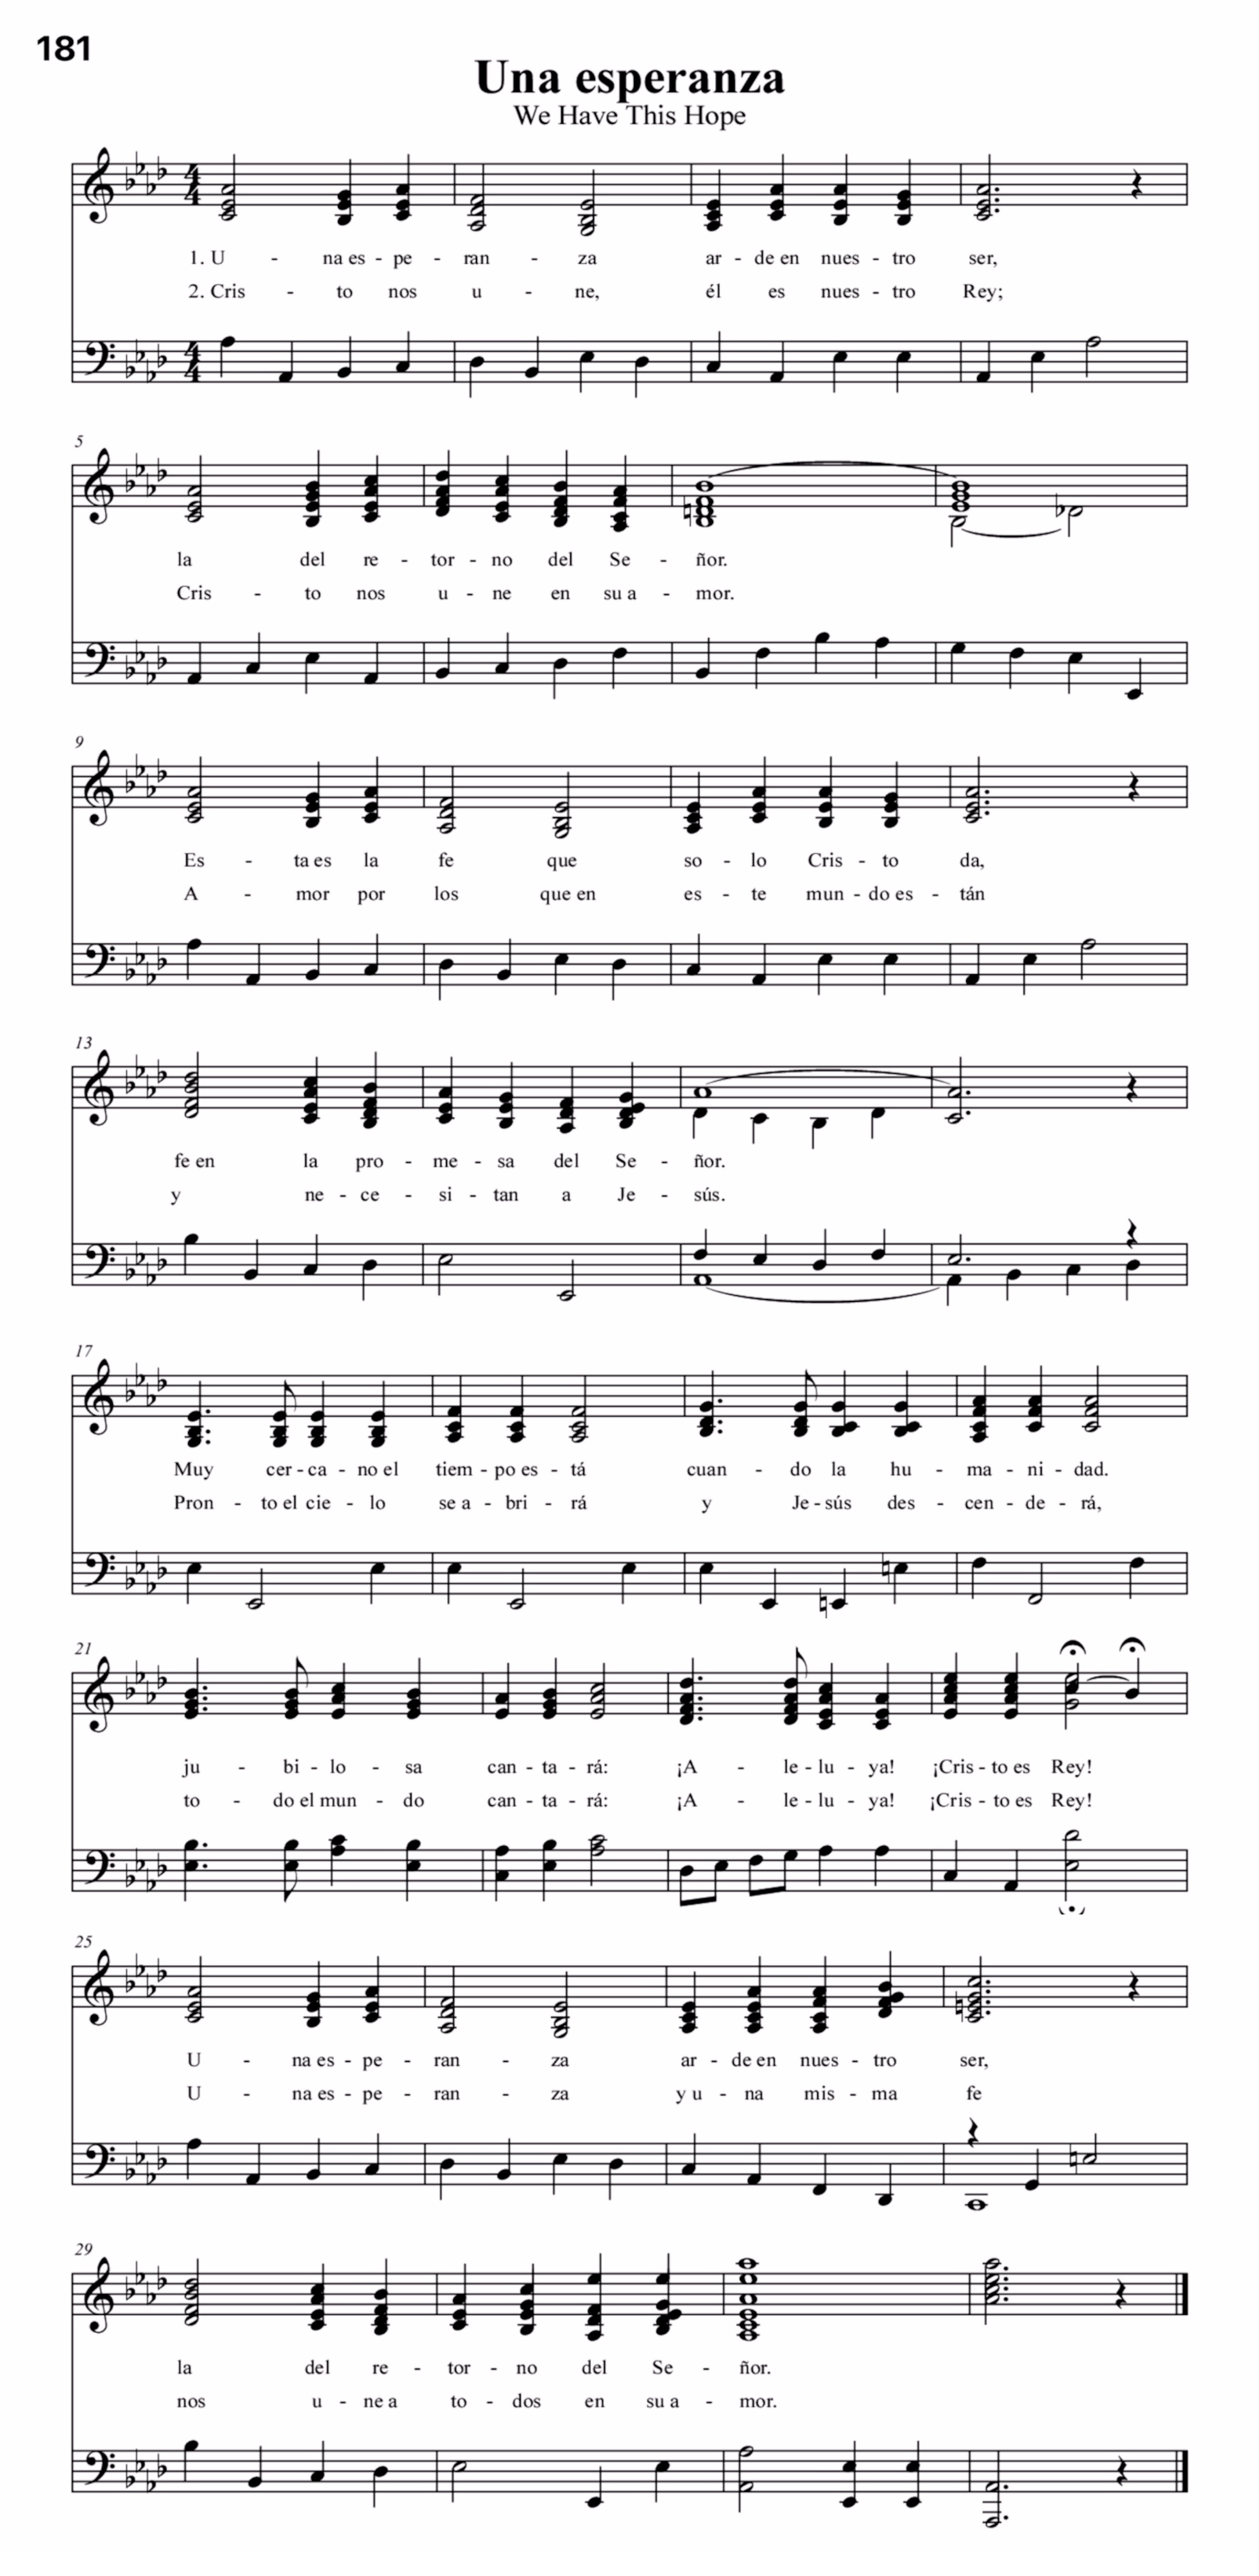 181
Una esperanza
We Have This Hope
1. U - na es - pe - ran - za ar - de en nues - tro ser,
2. Cris - to nos u - ne, él es nues - tro Rey;
5
la del re - tor - no del Se - ñor.
Cris - to nos u - ne en su a - mor.
9
Es - ta es la fe que so - lo Cris - to da,
A - mor por los que en es - te mun - do es - tán
13
fe en la pro - me - sa del Se - ñor.
y ne - ce - si - tan a Je - sús.
17
Muy cer - ca - no el tiem - po es - tá cuan - do la hu - ma - ni - dad.
Pron - to el cie - lo se a - bri - rá y Je - sús des - cen - de - rá,
21
ju - bi - lo - sa can - ta - rá: ¡A - le - lu - ya! ¡Cris - to es Rey!
to - do el mun - do can - ta - rá: ¡A - le - lu - ya! ¡Cris - to es Rey!
25
U - na es - pe - ran - za ar - de en nues - tro ser,
U - na es - pe - ran - za y u - na mis - ma fe
29
la del re - tor - no del Se - ñor.
nos u - ne a to - dos en su a - mor.